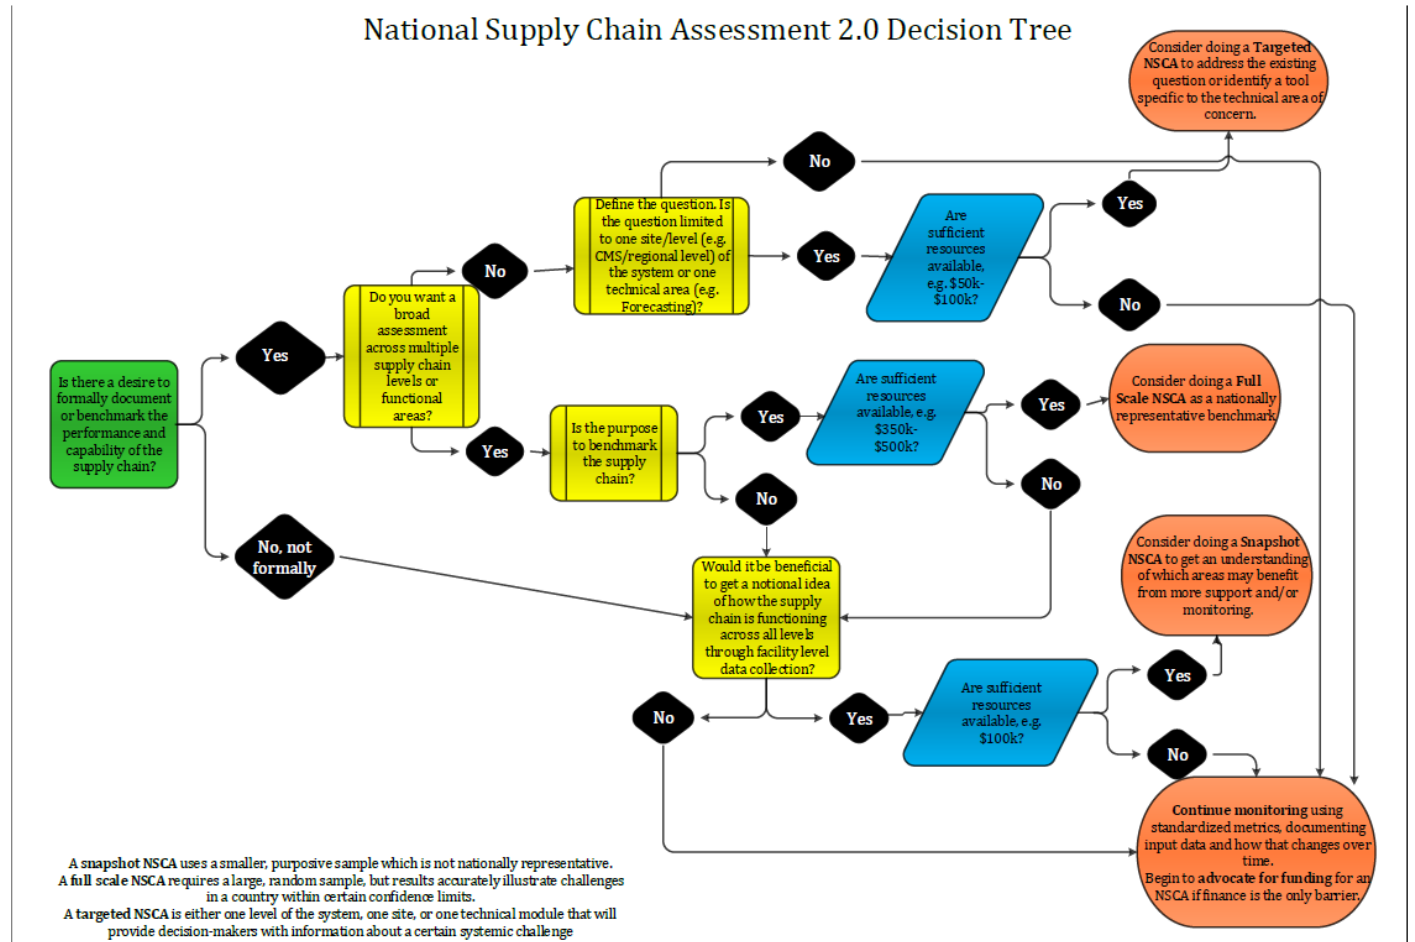 National Supply Chain Assessment 2.0 Decision Tree
Consider doing a Targeted
NSCA to address the existing
question or identify a tool
specific to the technical area of
concern.
No
Define the question. Is
the question limited
to one site/level (e.g.
CMS/regional level) of
the system or one
technical area (e.g.
Forecasting)?
Yes
Are
sufficient
resources
available,
e.g. $50k-
$100k?
Yes
No
No
Do you want a
broad
assessment
across multiple
supply chain
levels or
functional
areas?
Yes
Is there a desire to
formally document
or benchmark the
performance and
capability of the
supply chain?
Yes
Is the purpose
to benchmark
the supply
chain?
Yes
Are sufficient
resources
available, e.g.
$350k-
$500k?
Yes
Consider doing a Full
Scale NSCA as a nationally
representative benchmark
No
No
No, not
formally
Would it be beneficial
to get a notional idea
of how the supply
chain is functioning
across all levels
through facility level
data collection?
Consider doing a Snapshot
NSCA to get an understanding
of which areas may benefit
from more support and/or
monitoring.
No
Yes
Are sufficient
resources
available, e.g.
$100k?
Yes
No
Continue monitoring using
standardized metrics, documenting
input data and how that changes over
time.
Begin to advocate for funding for an
NSCA if finance is the only barrier.
A snapshot NSCA uses a smaller, purposive sample which is not nationally representative.
A full scale NSCA requires a large, random sample, but results accurately illustrate challenges
in a country within certain confidence limits.
A targeted NSCA is either one level of the system, one site, or one technical module that will
provide decision-makers with information about a certain systemic challenge